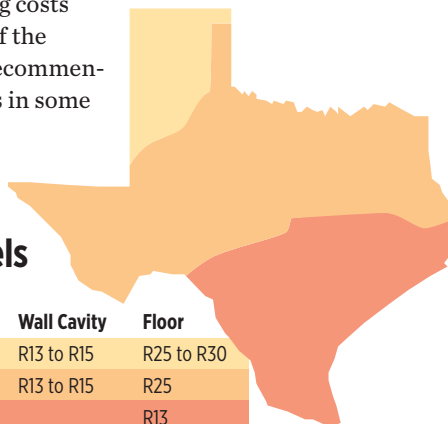 g costs
f the
ecommen-
s in some
els
Wall Cavity Floor
R13 to R15 R25 to R30
R13 to R15 R25
R13